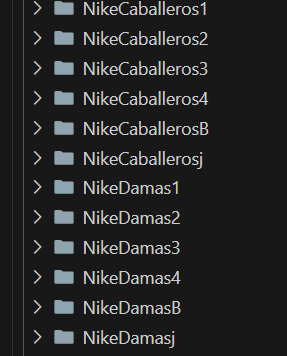 NikeCaballeros1
NikeCaballeros2
NikeCaballeros3
NikeCaballeros4
NikeCaballerosB
NikeCaballerosj
NikeDamas1
NikeDamas2
NikeDamas3
NikeDamas4
NikeDamasB
NikeDamasj